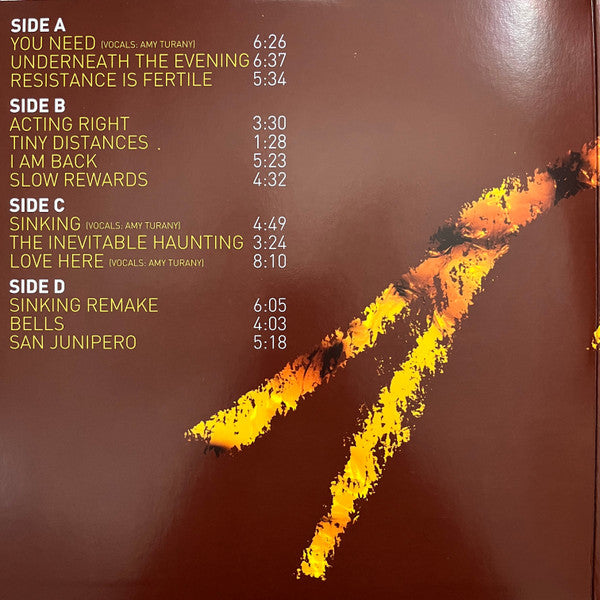 SIDE A
YOU NEED (VOCALS: AMY TURANY) 6:26
UNDERNEATH THE EVENING 6:37
RESISTANCE IS FERTILE 5:34
SIDE B
ACTING RIGHT 3:30
TINY DISTANCES 1:28
I AM BACK 5:23
SLOW REWARDS 4:32
SIDE C
SINKING (VOCALS: AMY TURANY) 4:49
THE INEVITABLE HAUNTING 3:24
LOVE HERE (VOCALS: AMY TURANY) 8:10
SIDE D
SINKING REMAKE 6:05
BELLS 4:03
SAN JUNIPERO 5:18